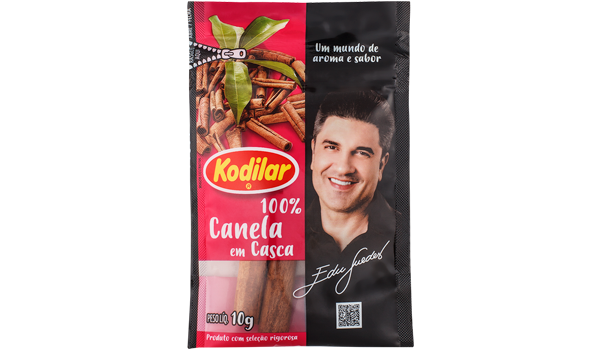 Um mundo de
aroma e sabor
Kodilar
100%
Canela
em Casca
Edu Guedes
PESO LÍQ. 10g
Produto com seleção rigorosa